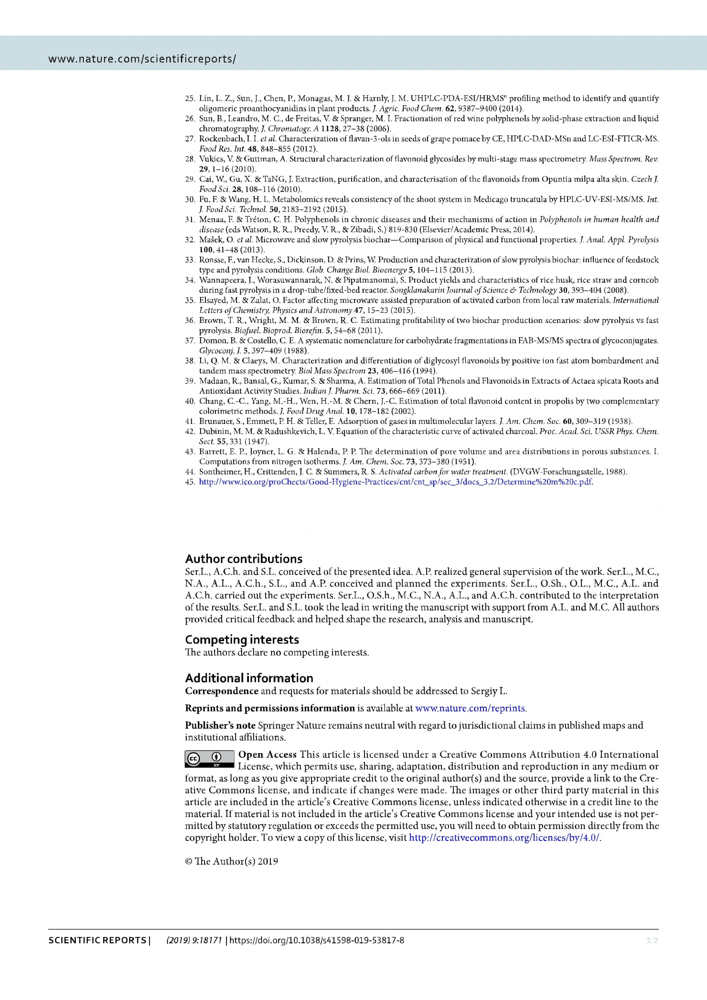 www.nature.com/scientificreports/
25. Lin, L. Z., Sun, J., Chen, P., Monagas, M. J. & Harnly, J. M. UHPLC-PDA-ESI/HRMSⁿ profiling method to identify and quantify
oligomeric proanthocyanidins in plant products. J. Agric. Food Chem. 62, 9387–9400 (2014).
26. Sun, B., Leandro, M. C., de Freitas, V. & Spranger, M. I. Fractionation of red wine polyphenols by solid-phase extraction and liquid
chromatography. J. Chromatogr. A 1128, 27–38 (2006).
27. Rockenbach, I. I. et al. Characterization of flavan-3-ols in seeds of grape pomace by CE, HPLC-DAD-MSn and LC-ESI-FTICR-MS.
Food Res. Int. 48, 848–855 (2012).
28. Vukics, V. & Guttman, A. Structural characterization of flavonoid glycosides by multi-stage mass spectrometry. Mass Spectrom. Rev.
29, 1–16 (2010).
29. Cai, W., Gu, X. & TaNG, J. Extraction, purification, and characterisation of the flavonoids from Opuntia milpa alta skin. Czech J.
Food Sci. 28, 108–116 (2010).
30. Fu, F. & Wang, H. L. Metabolomics reveals consistency of the shoot system in Medicago truncatula by HPLC-UV-ESI-MS/MS. Int.
J. Food Sci. Technol. 50, 2183–2192 (2015).
31. Menaa, F. & Tréton, C. H. Polyphenols in chronic diseases and their mechanisms of action in Polyphenols in human health and
disease (eds Watson, R. R., Preedy, V. R., & Zibadi, S.) 819-830 (Elsevier/Academic Press, 2014).
32. Mašek, O. et al. Microwave and slow pyrolysis biochar—Comparison of physical and functional properties. J. Anal. Appl. Pyrolysis
100, 41–48 (2013).
33. Ronsse, F., van Hecke, S., Dickinson, D. & Prins, W. Production and characterization of slow pyrolysis biochar: influence of feedstock
type and pyrolysis conditions. Glob. Change Biol. Bioenergy 5, 104–115 (2013).
34. Wannapeera, J., Worasuwannarak, N. & Pipatmanomai, S. Product yields and characteristics of rice husk, rice straw and corncob
during fast pyrolysis in a drop-tube/fixed-bed reactor. Songklanakarin Journal of Science & Technology 30, 393–404 (2008).
35. Elsayed, M. & Zalat, O. Factor affecting microwave assisted preparation of activated carbon from local raw materials. International
Letters of Chemistry, Physics and Astronomy 47, 15–23 (2015).
36. Brown, T. R., Wright, M. M. & Brown, R. C. Estimating profitability of two biochar production scenarios: slow pyrolysis vs fast
pyrolysis. Biofuel. Bioprod. Biorefin. 5, 54–68 (2011).
37. Domon, B. & Costello, C. E. A systematic nomenclature for carbohydrate fragmentations in FAB-MS/MS spectra of glycoconjugates.
Glycoconj. J. 5, 397–409 (1988).
38. Li, Q. M. & Claeys, M. Characterization and differentiation of diglycosyl flavonoids by positive ion fast atom bombardment and
tandem mass spectrometry. Biol Mass Spectrom 23, 406–416 (1994).
39. Madaan, R., Bansal, G., Kumar, S. & Sharma, A. Estimation of Total Phenols and Flavonoids in Extracts of Actaea spicata Roots and
Antioxidant Activity Studies. Indian J. Pharm. Sci. 73, 666–669 (2011).
40. Chang, C.-C., Yang, M.-H., Wen, H.-M. & Chern, J.-C. Estimation of total flavonoid content in propolis by two complementary
colorimetric methods. J. Food Drug Anal. 10, 178–182 (2002).
41. Brunauer, S., Emmett, P. H. & Teller, E. Adsorption of gases in multimolecular layers. J. Am. Chem. Soc. 60, 309–319 (1938).
42. Dubinin, M. M. & Radushkevich, L. V. Equation of the characteristic curve of activated charcoal. Proc. Acad. Sci. USSR Phys. Chem.
Sect. 55, 331 (1947).
43. Barrett, E. P., Joyner, L. G. & Halenda, P. P. The determination of pore volume and area distributions in porous substances. I.
Computations from nitrogen isotherms. J. Am. Chem. Soc. 73, 373–380 (1951).
44. Sontheimer, H., Crittenden, J. C. & Summers, R. S. Activated carbon for water treatment. (DVGW-Forschungsstelle, 1988).
45. http://www.ico.org/proChects/Good-Hygiene-Practices/cnt/cnt_sp/sec_3/docs_3.2/Determine%20m%20c.pdf.
Author contributions
Ser.L., A.C.h. and S.L. conceived of the presented idea. A.P. realized general supervision of the work. Ser.L., M.C.,
N.A., A.L., A.C.h., S.L., and A.P. conceived and planned the experiments. Ser.L., O.Sh., O.L., M.C., A.L. and
A.C.h. carried out the experiments. Ser.L., O.S.h., M.C., N.A., A.L., and A.C.h. contributed to the interpretation
of the results. Ser.L. and S.L. took the lead in writing the manuscript with support from A.L. and M.C. All authors
provided critical feedback and helped shape the research, analysis and manuscript.
Competing interests
The authors declare no competing interests.
Additional information
Correspondence and requests for materials should be addressed to Sergiy L.
Reprints and permissions information is available at www.nature.com/reprints.
Publisher's note Springer Nature remains neutral with regard to jurisdictional claims in published maps and
institutional affiliations.
cc BY Open Access This article is licensed under a Creative Commons Attribution 4.0 International
License, which permits use, sharing, adaptation, distribution and reproduction in any medium or
format, as long as you give appropriate credit to the original author(s) and the source, provide a link to the Cre-
ative Commons license, and indicate if changes were made. The images or other third party material in this
article are included in the article's Creative Commons license, unless indicated otherwise in a credit line to the
material. If material is not included in the article's Creative Commons license and your intended use is not per-
mitted by statutory regulation or exceeds the permitted use, you will need to obtain permission directly from the
copyright holder. To view a copy of this license, visit http://creativecommons.org/licenses/by/4.0/.
© The Author(s) 2019
SCIENTIFIC REPORTS | (2019) 9:18171 | https://doi.org/10.1038/s41598-019-53817-8 12